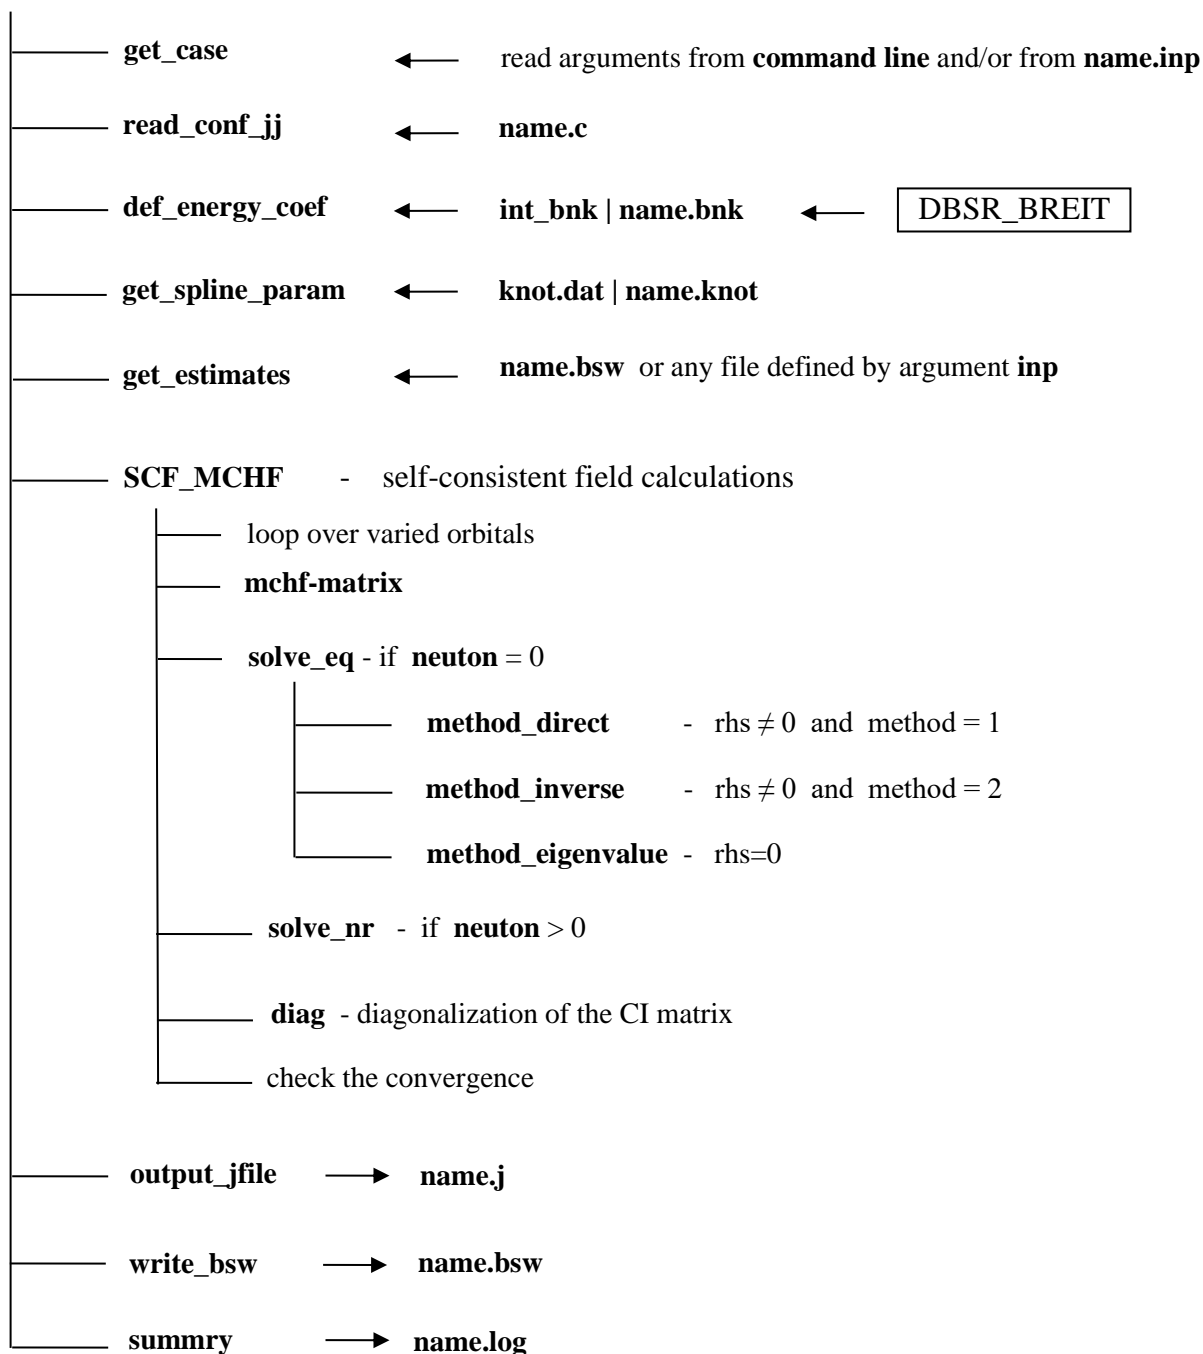 get_case read arguments from command line and/or from name.inp
read_conf_jj name.c
def_energy_coef int_bnk | name.bnk DBSR_BREIT
get_spline_param knot.dat | name.knot
get_estimates name.bsw or any file defined by argument inp
SCF_MCHF - self-consistent field calculations
loop over varied orbitals
mchf-matrix
solve_eq - if neuton = 0
method_direct - rhs ≠ 0 and method = 1
method_inverse - rhs ≠ 0 and method = 2
method_eigenvalue - rhs=0
solve_nr - if neuton > 0
diag - diagonalization of the CI matrix
check the convergence
output_jfile name.j
write_bsw name.bsw
summry name.log